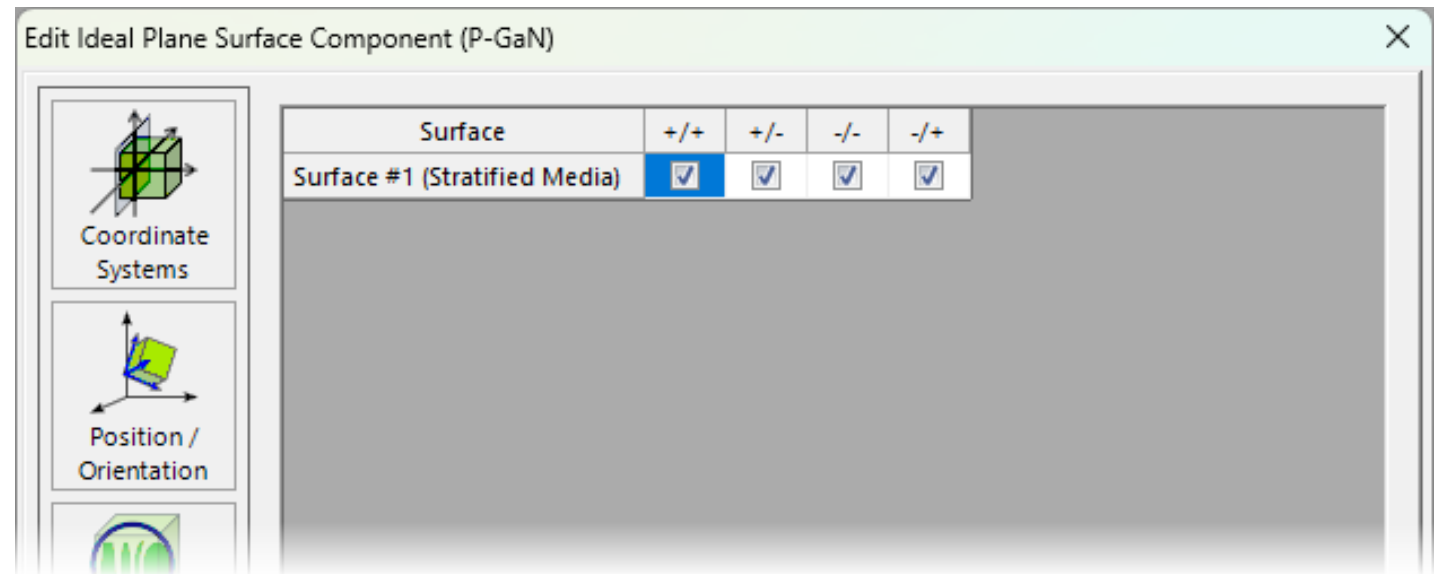 Edit Ideal Plane Surface Component (P-GaN)
Surface +/+ +/- -/- -/+
Surface #1 (Stratified Media)
Coordinate
Systems
Position /
Orientation